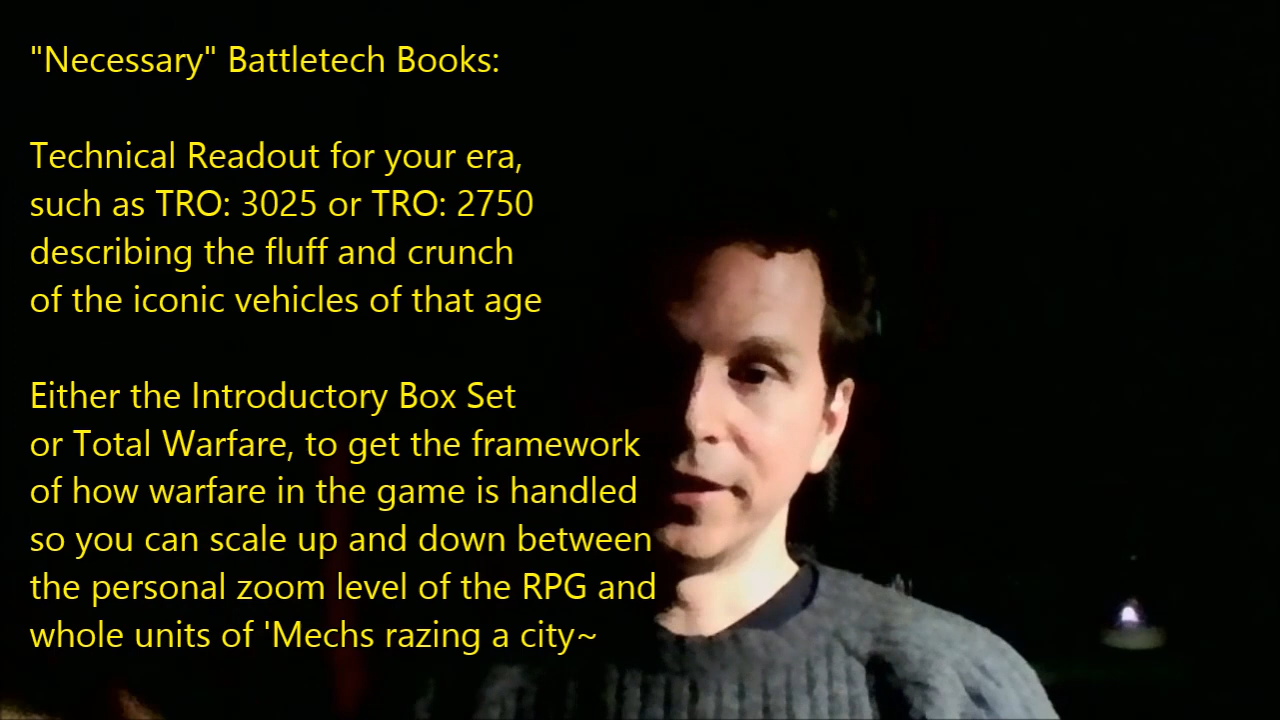 "Necessary" Battletech Books:
Technical Readout for your era,
such as TRO: 3025 or TRO: 2750
describing the fluff and crunch
of the iconic vehicles of that age
Either the Introductory Box Set
or Total Warfare, to get the framework
of how warfare in the game is handled
so you can scale up and down between
the personal zoom level of the RPG and
whole units of 'Mechs razing a city~